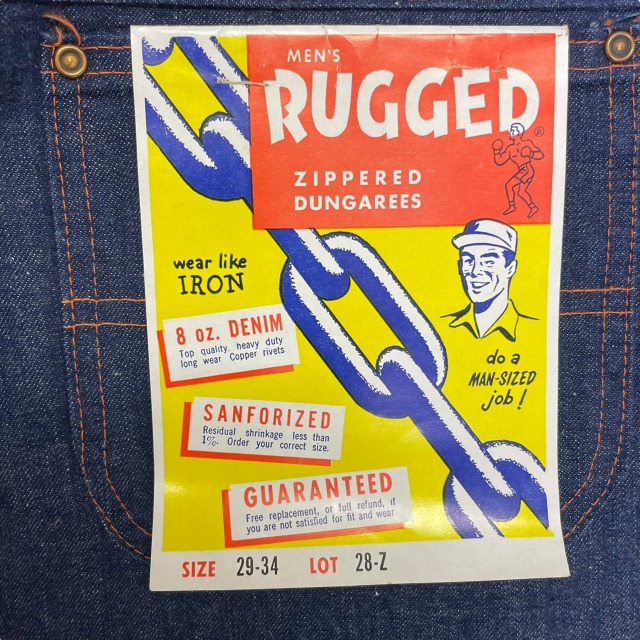 MEN'S
RUGGED
®
ZIPPERED
DUNGAREES
wear like
IRON
8 oz. DENIM
Top quality, heavy duty
long wear Copper rivets
do a
MAN-SIZED
job!
SANFORIZED
Residual shrinkage less than
1%. Order your correct size.
GUARANTEED
Free replacement, or full refund, if
you are not satisfied for fit and wear
SIZE 29-34 LOT 28-Z